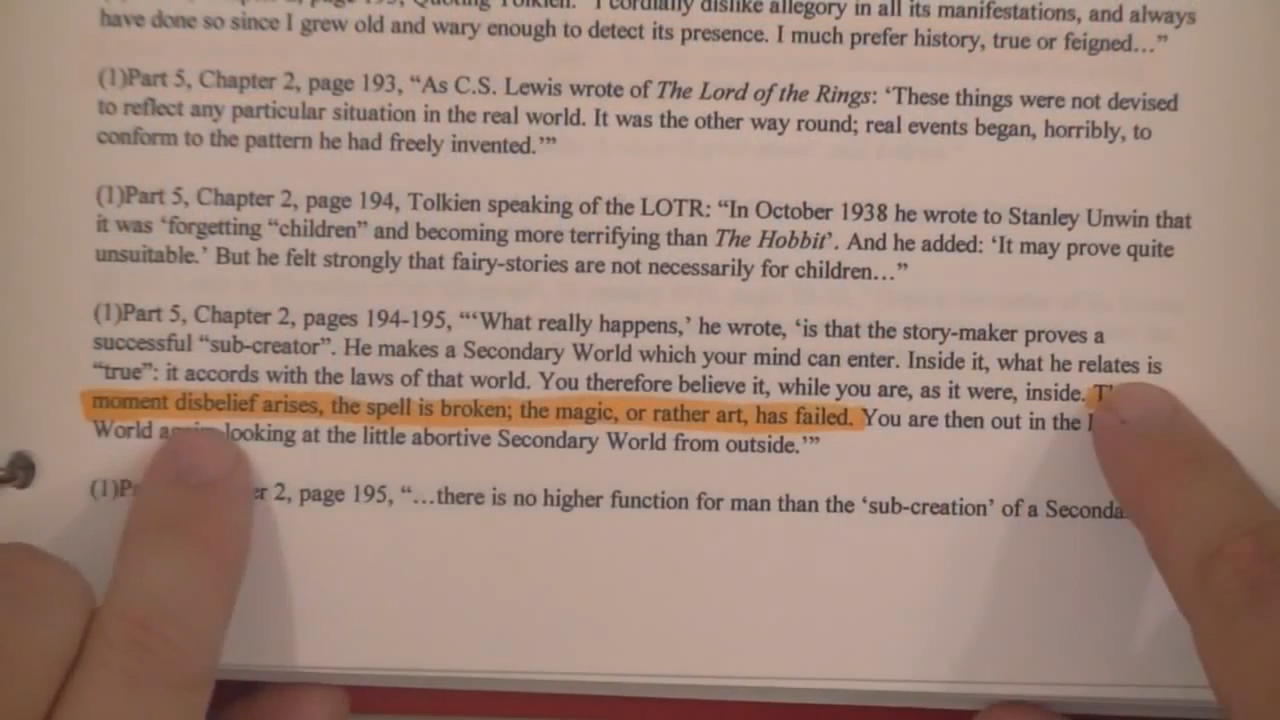 dislike allegory in all its manifestations, and always
have done so since I grew old and wary enough to detect its presence. I much prefer history, true or feigned…”
(1)Part 5, Chapter 2, page 193, “As C.S. Lewis wrote of The Lord of the Rings: ‘These things were not devised
to reflect any particular situation in the real world. It was the other way round; real events began, horribly, to
conform to the pattern he had freely invented.’”
(1)Part 5, Chapter 2, page 194, Tolkien speaking of the LOTR: “In October 1938 he wrote to Stanley Unwin that
it was ‘forgetting “children” and becoming more terrifying than The Hobbit’. And he added: ‘It may prove quite
unsuitable.’ But he felt strongly that fairy-stories are not necessarily for children…”
(1)Part 5, Chapter 2, pages 194-195, “‘What really happens,’ he wrote, ‘is that the story-maker proves a
successful “sub-creator”. He makes a Secondary World which your mind can enter. Inside it, what he relates is
“true”: it accords with the laws of that world. You therefore believe it, while you are, as it were, inside.
moment disbelief arises, the spell is broken; the magic, or rather art, has failed. You are then out in the
World looking at the little abortive Secondary World from outside.’”
2, page 195, “…there is no higher function for man than the ‘sub-creation’ of a